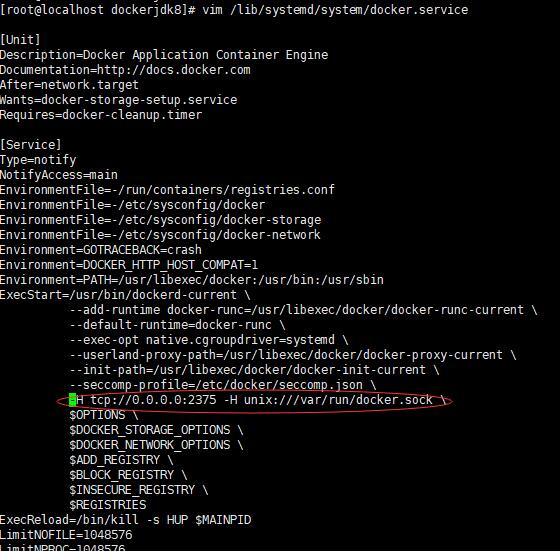 [root@localhost dockerjdk8]# vim /lib/systemd/system/docker.service
[Unit]
Description=Docker Application Container Engine
Documentation=http://docs.docker.com
After=network.target
Wants=docker-storage-setup.service
Requires=docker-cleanup.timer
[Service]
Type=notify
NotifyAccess=main
EnvironmentFile=-/run/containers/registries.conf
EnvironmentFile=-/etc/sysconfig/docker
EnvironmentFile=-/etc/sysconfig/docker-storage
EnvironmentFile=-/etc/sysconfig/docker-network
Environment=GOTRACEBACK=crash
Environment=DOCKER_HTTP_HOST_COMPAT=1
Environment=PATH=/usr/libexec/docker:/usr/bin:/usr/sbin
ExecStart=/usr/bin/dockerd-current \
--add-runtime docker-runc=/usr/libexec/docker/docker-runc-current \
--default-runtime=docker-runc \
--exec-opt native.cgroupdriver=systemd \
--userland-proxy-path=/usr/libexec/docker/docker-proxy-current \
--init-path=/usr/libexec/docker/docker-init-current \
--seccomp-profile=/etc/docker/seccomp.json \
-H tcp://0.0.0.0:2375 -H unix:///var/run/docker.sock \
$OPTIONS \
$DOCKER_STORAGE_OPTIONS \
$DOCKER_NETWORK_OPTIONS \
$ADD_REGISTRY \
$BLOCK_REGISTRY \
$INSECURE_REGISTRY \
$REGISTRIES
ExecReload=/bin/kill -s HUP $MAINPID
LimitNOFILE=1048576
LimitNPROC=1048576